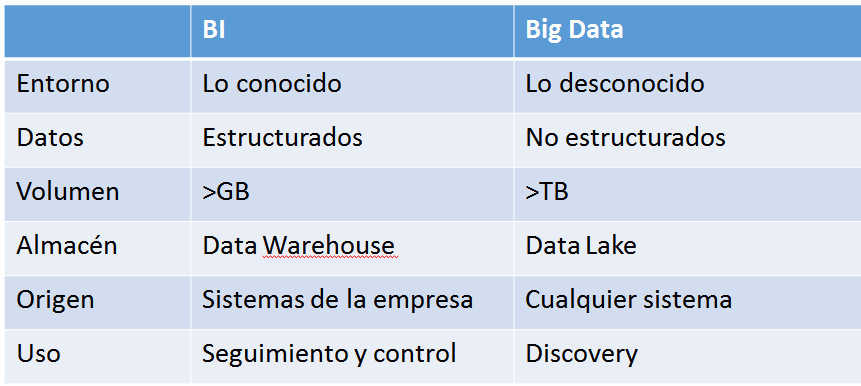 BI Big Data
Entorno Lo conocido Lo desconocido
Datos Estructurados No estructurados
Volumen >GB >TB
Almacén Data Warehouse Data Lake
Origen Sistemas de la empresa Cualquier sistema
Uso Seguimiento y control Discovery